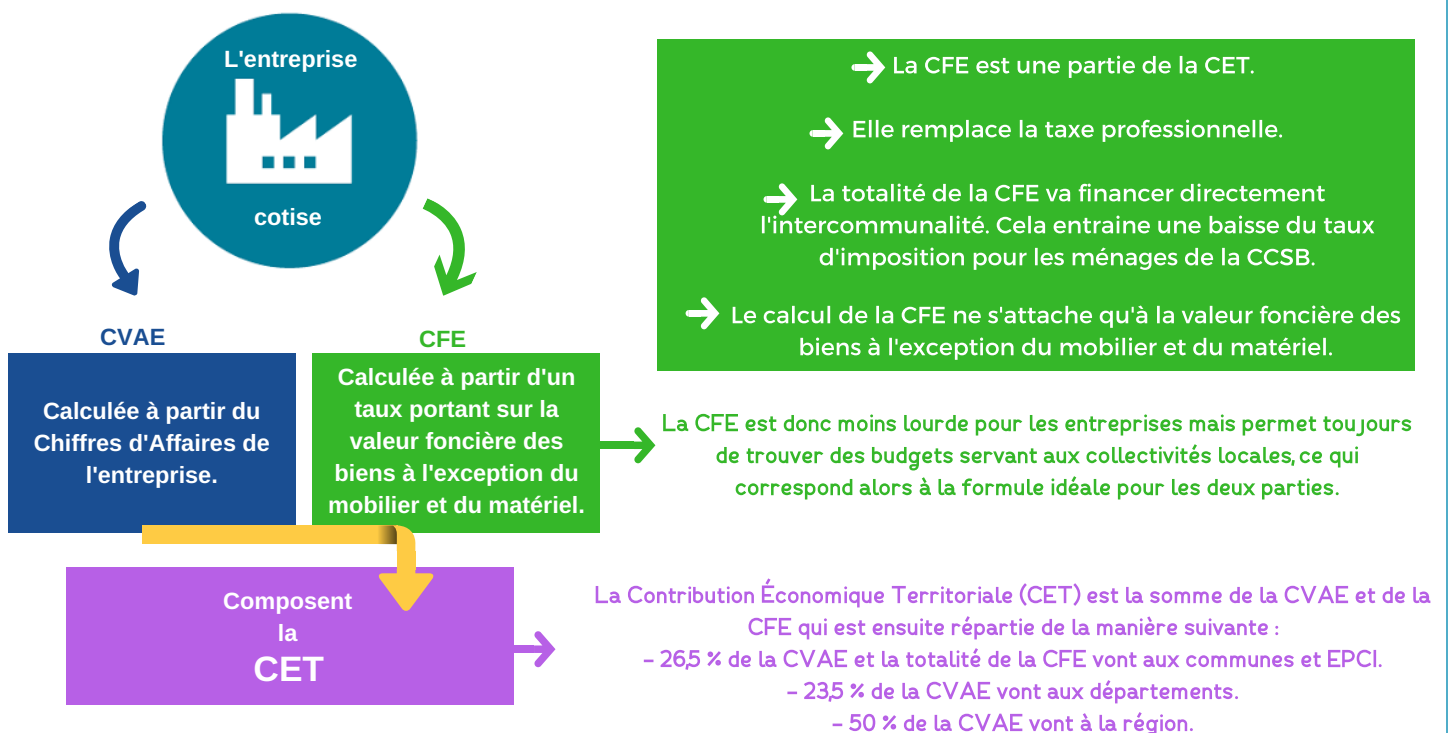 L'entreprise
cotise
CVAE
Calculée à partir du
Chiffres d'Affaires de
l'entreprise.
CFE
Calculée à partir d'un
taux portant sur la
valeur foncière des
biens à l'exception du
mobilier et du matériel.
La CFE est une partie de la CET.
Elle remplace la taxe professionnelle.
La totalité de la CFE va financer directement
l'intercommunalité. Cela entraine une baisse du taux
d'imposition pour les ménages de la CCSB.
Le calcul de la CFE ne s'attache qu'à la valeur foncière des
biens à l'exception du mobilier et du matériel.
La CFE est donc moins lourde pour les entreprises mais permet toujours
de trouver des budgets servant aux collectivités locales, ce qui
correspond alors à la formule idéale pour les deux parties.
Composent
la
CET
La Contribution Économique Territoriale (CET) est la somme de la CVAE et de la
CFE qui est ensuite répartie de la manière suivante :
- 26,5 % de la CVAE et la totalité de la CFE vont aux communes et EPCI.
- 23,5 % de la CVAE vont aux départements.
- 50 % de la CVAE vont à la région.